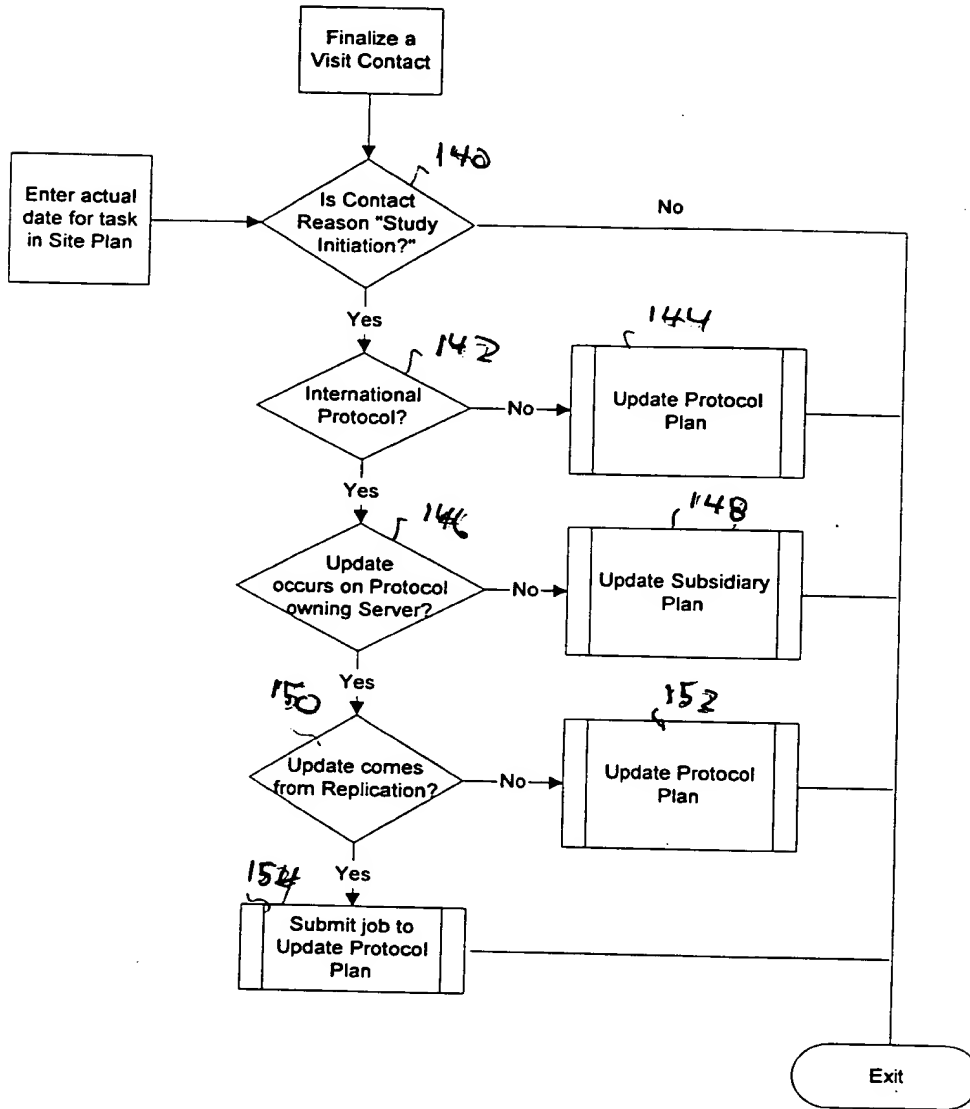 Finalize a
Visit Contact
140
Enter actual
date for task
in Site Plan
Is Contact
Reason "Study
Initiation?"
No
Yes
142
144
International
Protocol?
No
Update Protocol
Plan
Yes
146
148
Update
occurs on Protocol
owning Server?
No
Update Subsidiary
Plan
Yes
150
152
Update comes
from Replication?
No
Update Protocol
Plan
Yes
154
Submit job to
Update Protocol
Plan
Exit